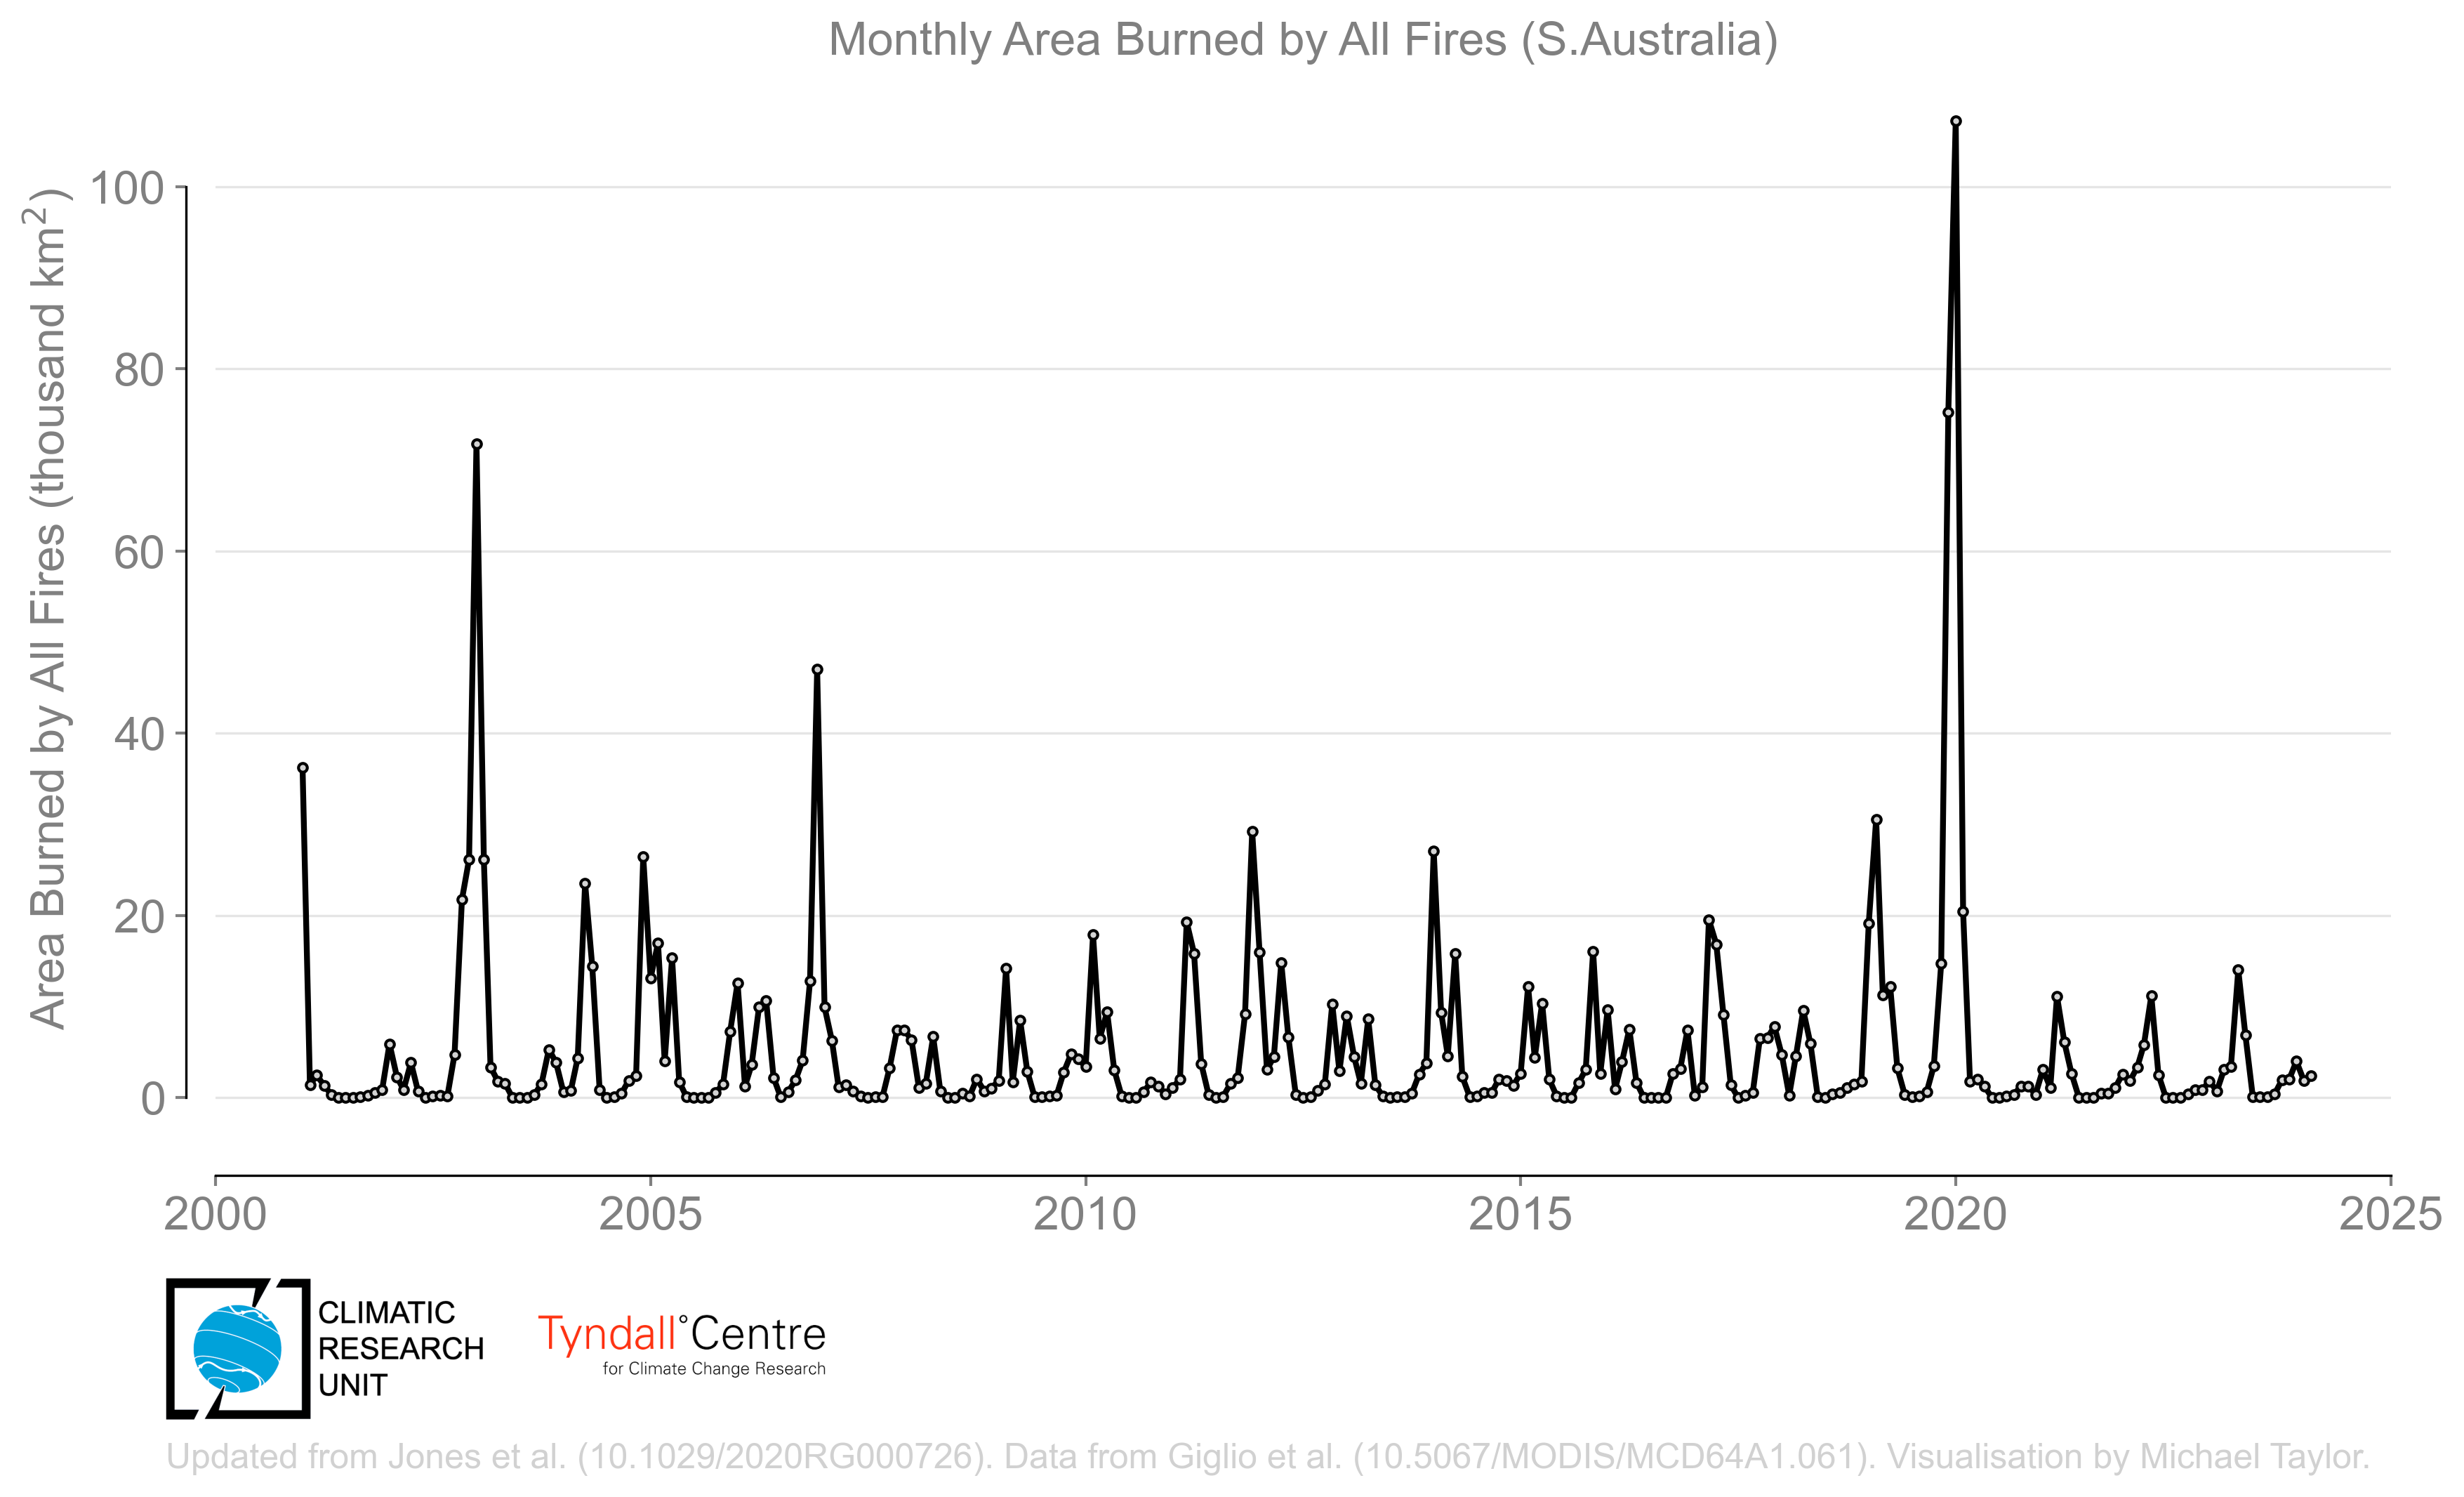 Monthly Area Burned by All Fires (S.Australia)
Area Burned by All Fires (thousand km²)
100
80
60
40
20
0
2000
2005
2010
2015
2020
2025
CLIMATIC
RESEARCH
UNIT
Tyndall°Centre
for Climate Change Research
Updated from Jones et al. (10.1029/2020RG000726). Data from Giglio et al. (10.5067/MODIS/MCD64A1.061). Visualisation by Michael Taylor.